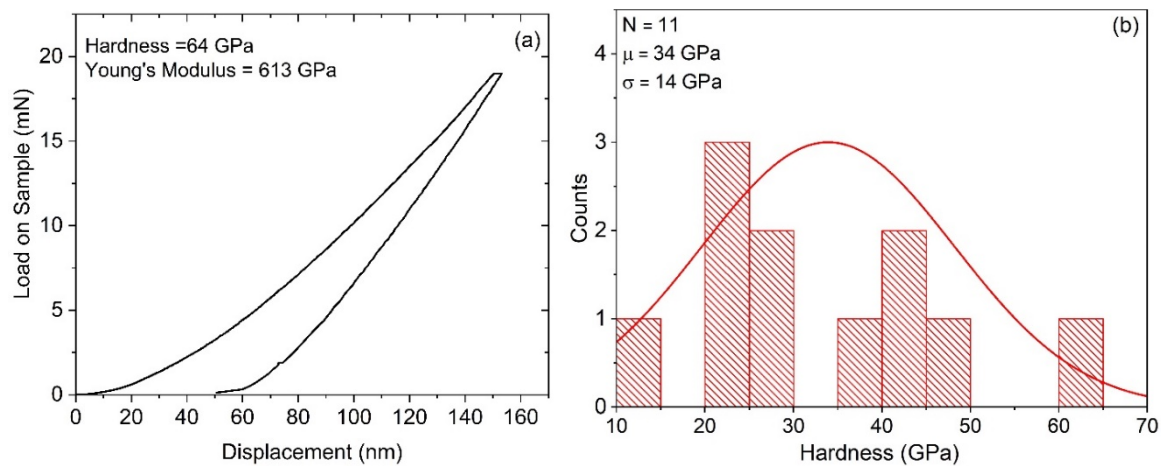 (a)
Hardness =64 GPa
Young's Modulus = 613 GPa
Load on Sample (mN)
20
15
10
5
0
0 20 40 60 80 100 120 140 160
Displacement (nm)
(b)
N = 11
μ = 34 GPa
σ = 14 GPa
Counts
4
3
2
1
0
10 20 30 40 50 60 70
Hardness (GPa)